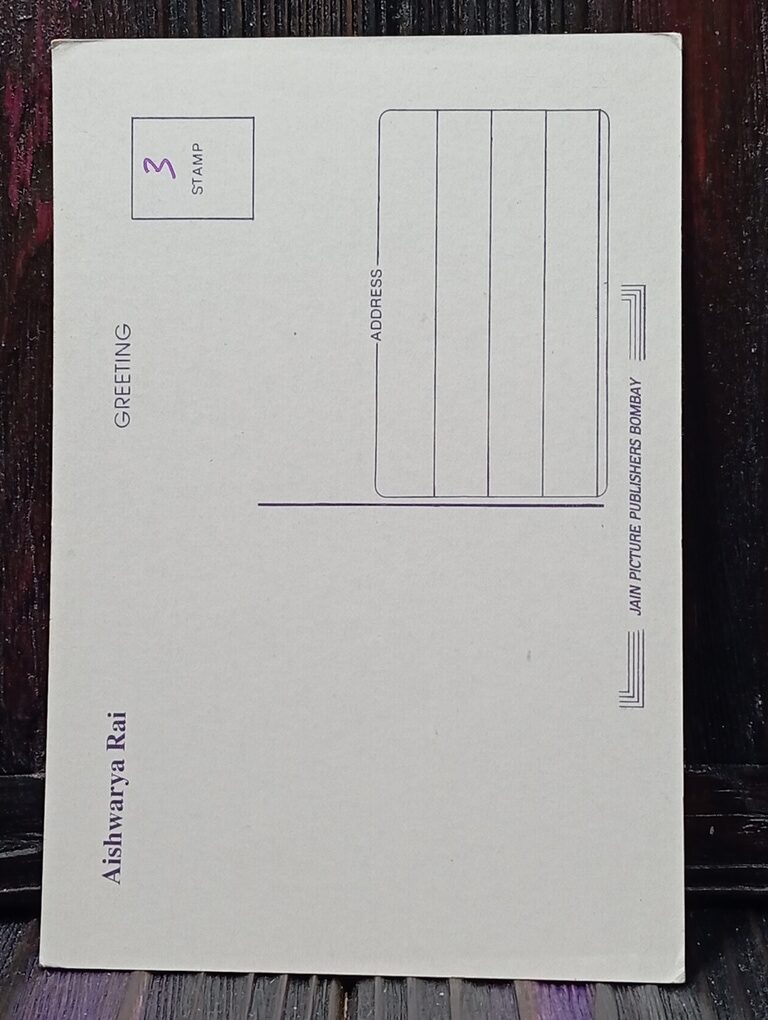 Aishwarya Rai
GREETING
3
STAMP
ADDRESS
JAIN PICTURE PUBLISHERS BOMBAY